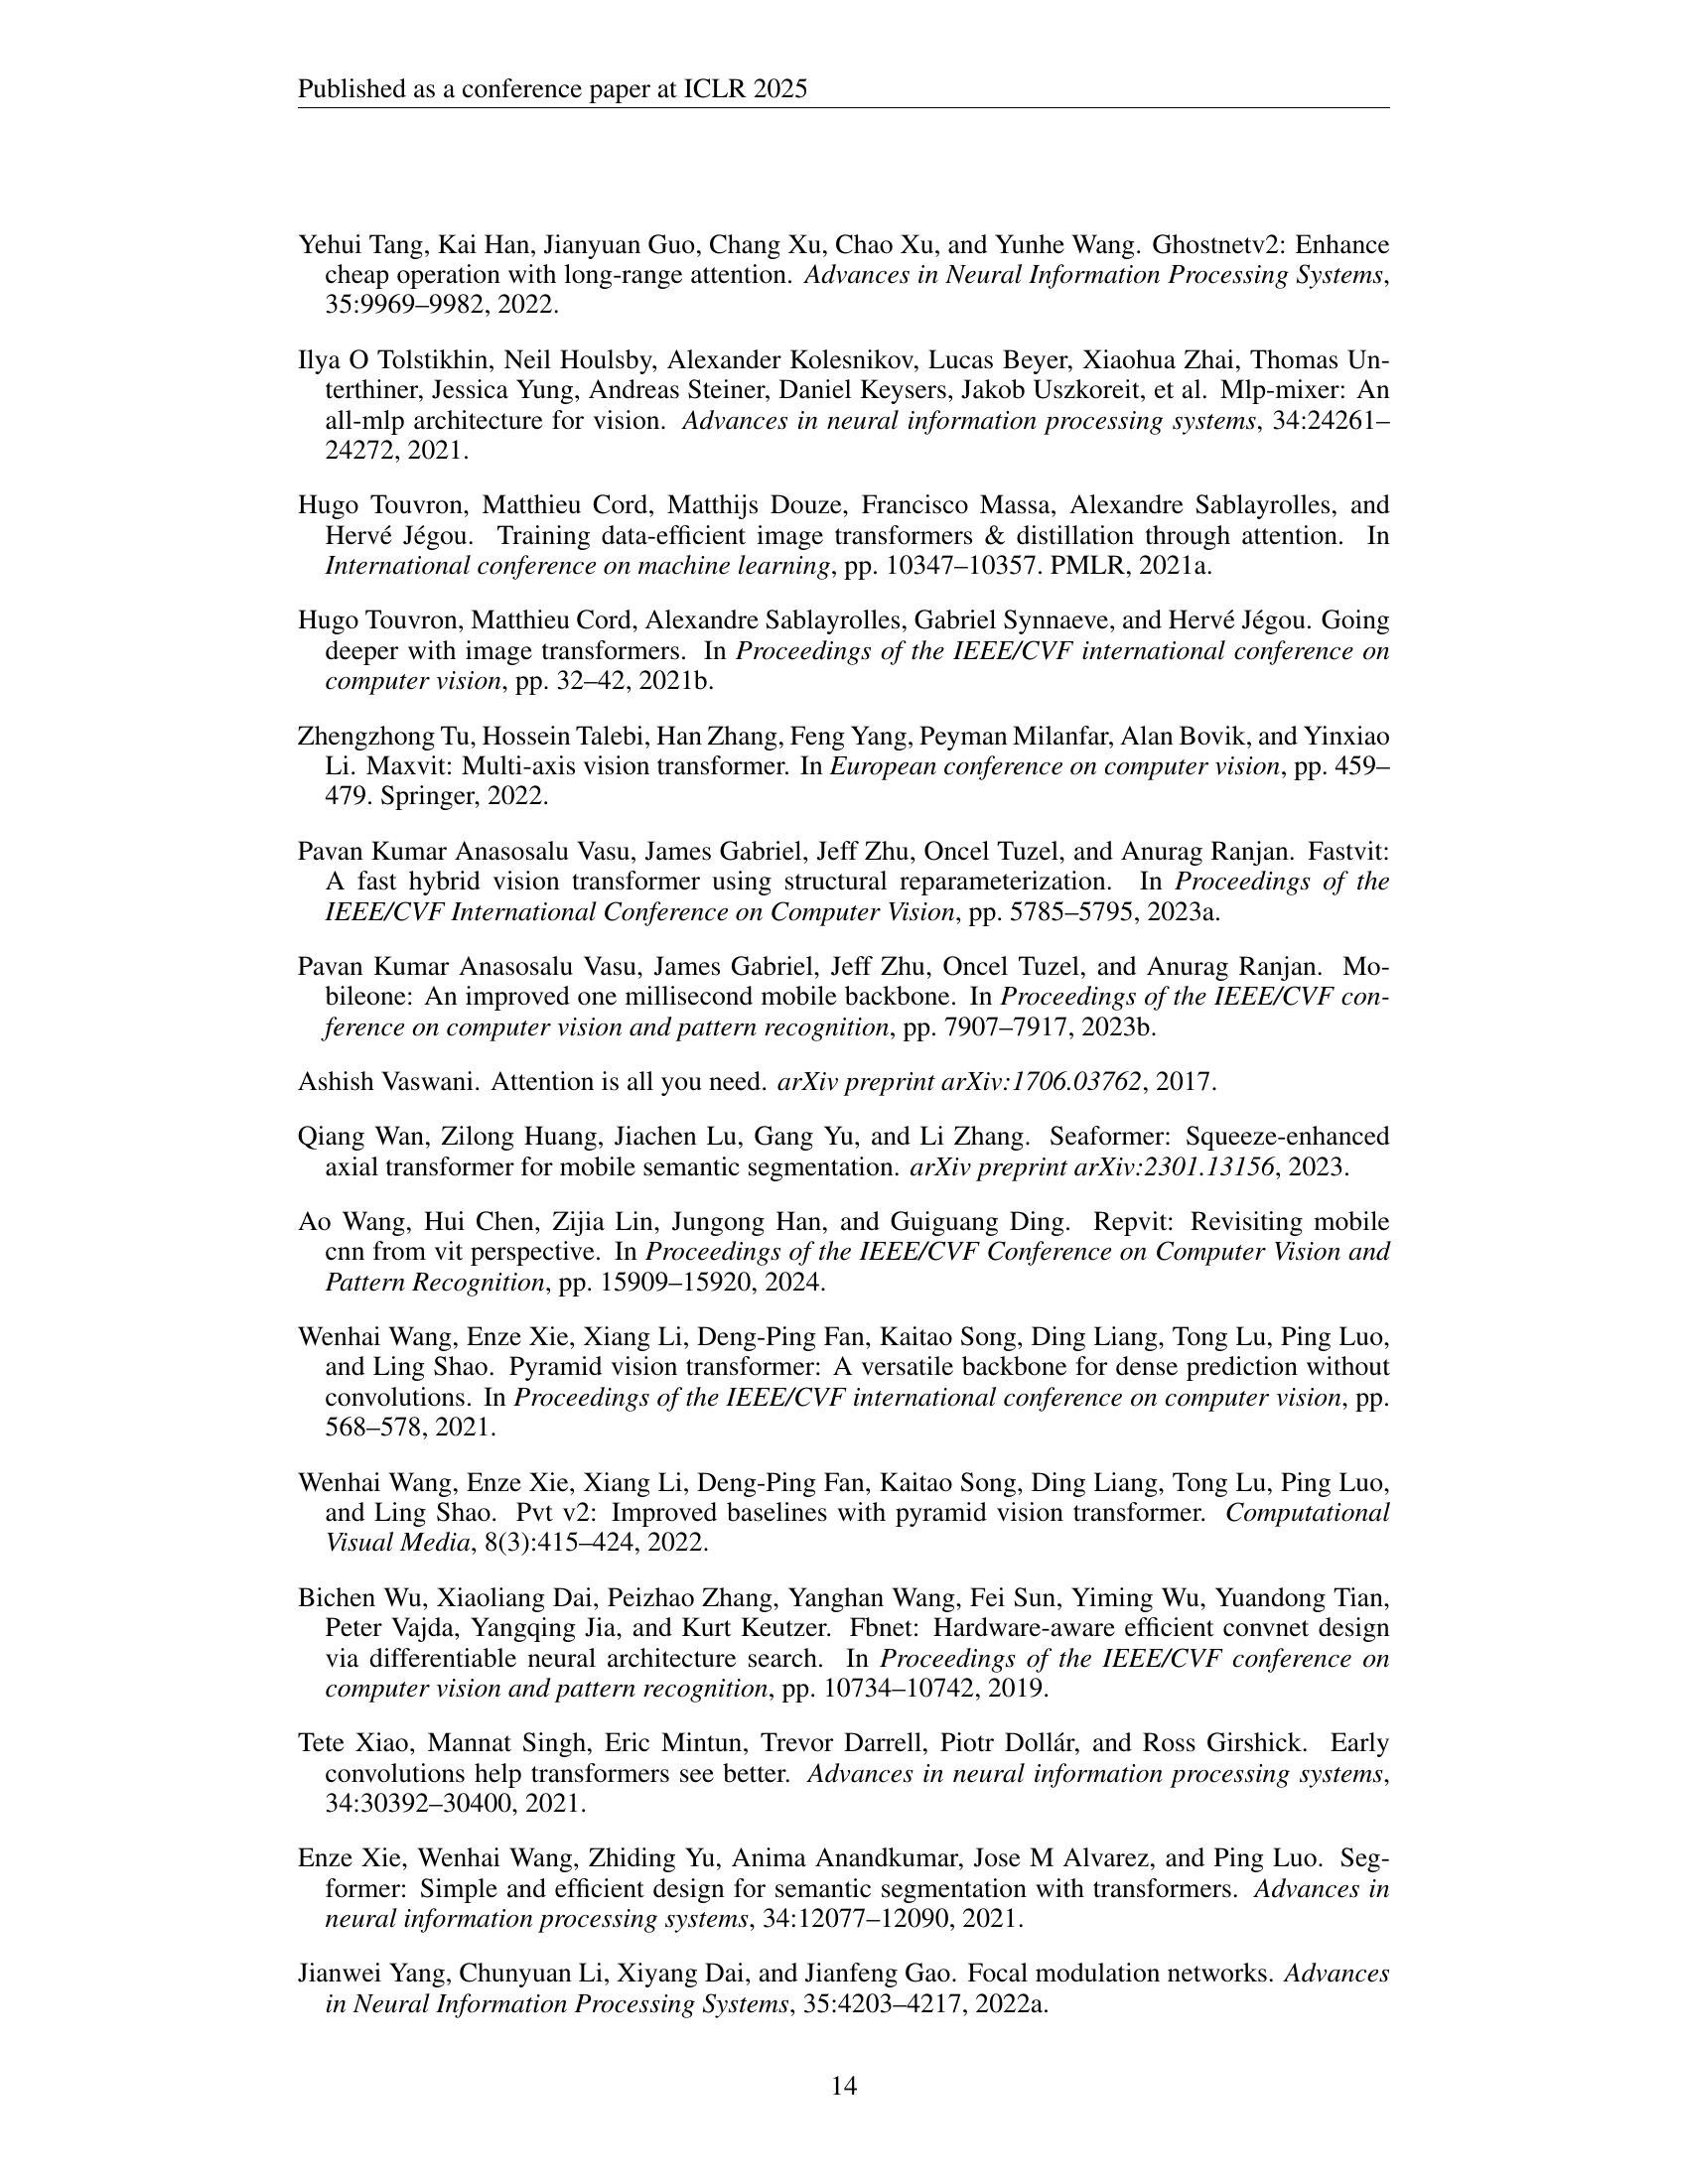 Published as a conference paper at ICLR 2025
Yehui Tang, Kai Han, Jianyuan Guo, Chang Xu, Chao Xu, and Yunhe Wang. Ghostnetv2: Enhance
cheap operation with long-range attention. Advances in Neural Information Processing Systems,
35:9969–9982, 2022.
Ilya O Tolstikhin, Neil Houlsby, Alexander Kolesnikov, Lucas Beyer, Xiaohua Zhai, Thomas Un-
terthiner, Jessica Yung, Andreas Steiner, Daniel Keysers, Jakob Uszkoreit, et al. Mlp-mixer: An
all-mlp architecture for vision. Advances in neural information processing systems, 34:24261–
24272, 2021.
Hugo Touvron, Matthieu Cord, Matthijs Douze, Francisco Massa, Alexandre Sablayrolles, and
Hervé Jégou. Training data-efficient image transformers & distillation through attention. In
International conference on machine learning, pp. 10347–10357. PMLR, 2021a.
Hugo Touvron, Matthieu Cord, Alexandre Sablayrolles, Gabriel Synnaeve, and Hervé Jégou. Going
deeper with image transformers. In Proceedings of the IEEE/CVF international conference on
computer vision, pp. 32–42, 2021b.
Zhengzhong Tu, Hossein Talebi, Han Zhang, Feng Yang, Peyman Milanfar, Alan Bovik, and Yinxiao
Li. Maxvit: Multi-axis vision transformer. In European conference on computer vision, pp. 459–
479. Springer, 2022.
Pavan Kumar Anasosalu Vasu, James Gabriel, Jeff Zhu, Oncel Tuzel, and Anurag Ranjan. Fastvit:
A fast hybrid vision transformer using structural reparameterization. In Proceedings of the
IEEE/CVF International Conference on Computer Vision, pp. 5785–5795, 2023a.
Pavan Kumar Anasosalu Vasu, James Gabriel, Jeff Zhu, Oncel Tuzel, and Anurag Ranjan. Mo-
bileone: An improved one millisecond mobile backbone. In Proceedings of the IEEE/CVF con-
ference on computer vision and pattern recognition, pp. 7907–7917, 2023b.
Ashish Vaswani. Attention is all you need. arXiv preprint arXiv:1706.03762, 2017.
Qiang Wan, Zilong Huang, Jiachen Lu, Gang Yu, and Li Zhang. Seaformer: Squeeze-enhanced
axial transformer for mobile semantic segmentation. arXiv preprint arXiv:2301.13156, 2023.
Ao Wang, Hui Chen, Zijia Lin, Jungong Han, and Guiguang Ding. Repvit: Revisiting mobile
cnn from vit perspective. In Proceedings of the IEEE/CVF Conference on Computer Vision and
Pattern Recognition, pp. 15909–15920, 2024.
Wenhai Wang, Enze Xie, Xiang Li, Deng-Ping Fan, Kaitao Song, Ding Liang, Tong Lu, Ping Luo,
and Ling Shao. Pyramid vision transformer: A versatile backbone for dense prediction without
convolutions. In Proceedings of the IEEE/CVF international conference on computer vision, pp.
568–578, 2021.
Wenhai Wang, Enze Xie, Xiang Li, Deng-Ping Fan, Kaitao Song, Ding Liang, Tong Lu, Ping Luo,
and Ling Shao. Pvt v2: Improved baselines with pyramid vision transformer. Computational
Visual Media, 8(3):415–424, 2022.
Bichen Wu, Xiaoliang Dai, Peizhao Zhang, Yanghan Wang, Fei Sun, Yiming Wu, Yuandong Tian,
Peter Vajda, Yangqing Jia, and Kurt Keutzer. Fbnet: Hardware-aware efficient convnet design
via differentiable neural architecture search. In Proceedings of the IEEE/CVF conference on
computer vision and pattern recognition, pp. 10734–10742, 2019.
Tete Xiao, Mannat Singh, Eric Mintun, Trevor Darrell, Piotr Dollár, and Ross Girshick. Early
convolutions help transformers see better. Advances in neural information processing systems,
34:30392–30400, 2021.
Enze Xie, Wenhai Wang, Zhiding Yu, Anima Anandkumar, Jose M Alvarez, and Ping Luo. Seg-
former: Simple and efficient design for semantic segmentation with transformers. Advances in
neural information processing systems, 34:12077–12090, 2021.
Jianwei Yang, Chunyuan Li, Xiyang Dai, and Jianfeng Gao. Focal modulation networks. Advances
in Neural Information Processing Systems, 35:4203–4217, 2022a.
14